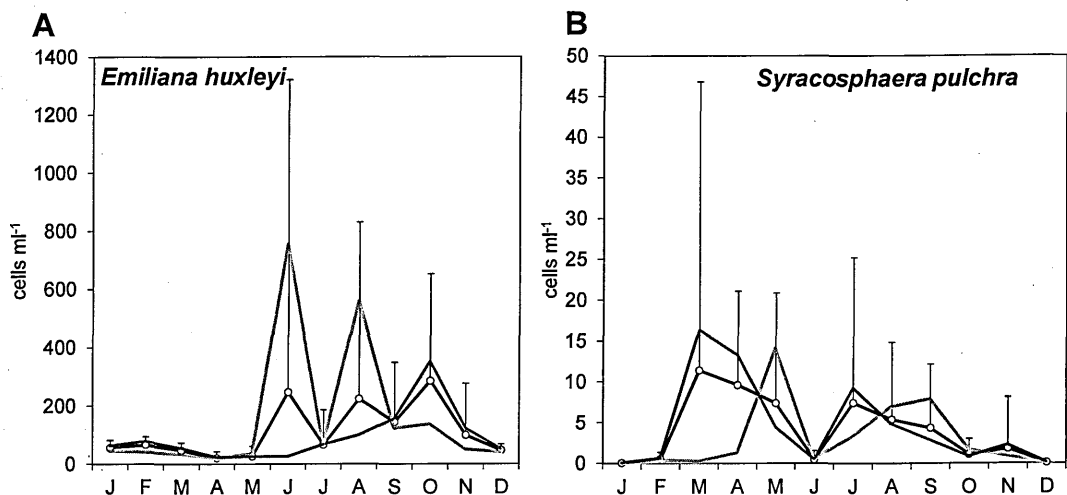 A
Emiliana huxleyi
1400
1200
1000
800
600
400
200
0
cells ml-1
J F M A M J J A S O N D
B
Syracosphaera pulchra
50
45
40
35
30
25
20
15
10
5
0
cells ml-1
J F M A M J J A S O N D